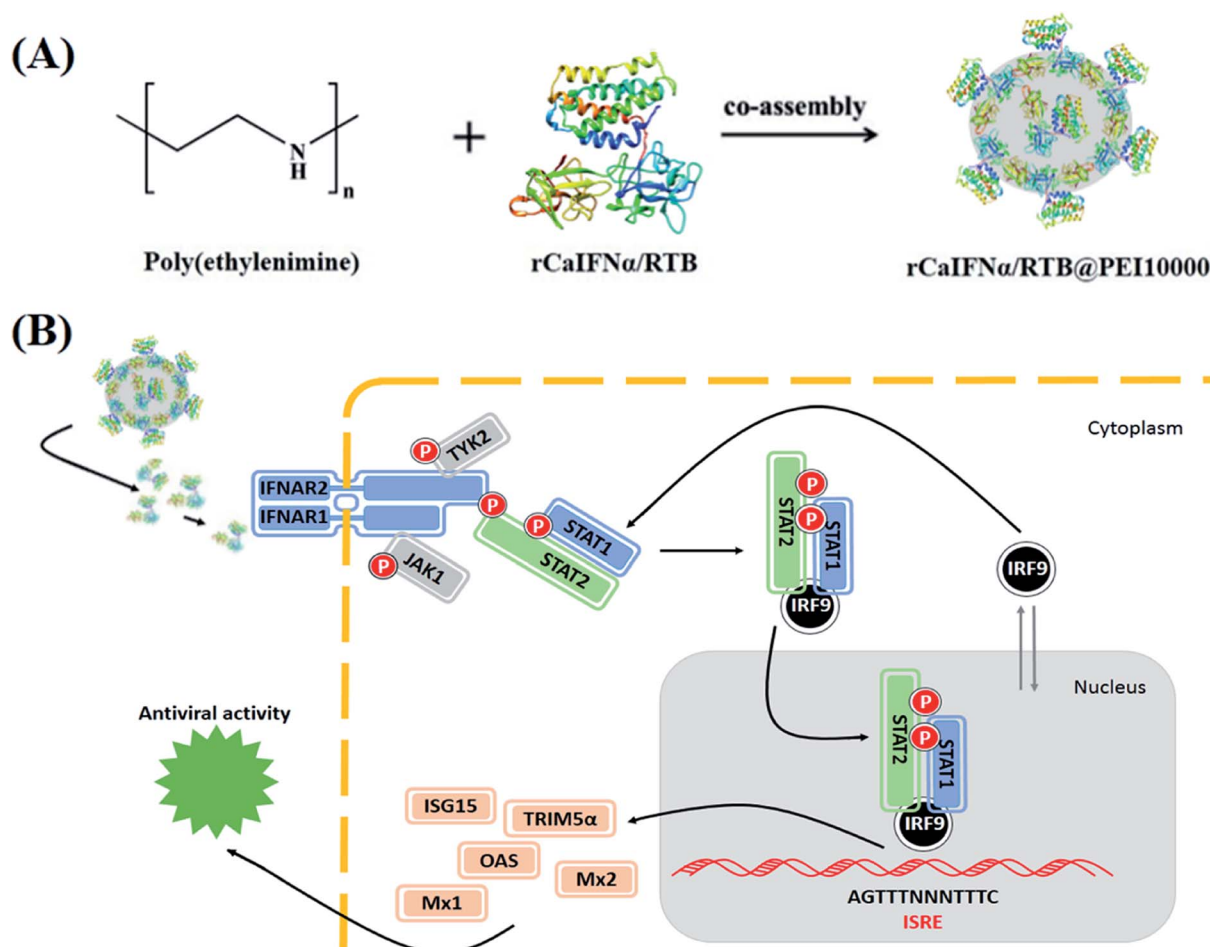 (A)
N
H
n
+
co-assembly
Poly(ethylenimine)
rCaIFNα/RTB
rCaIFNα/RTB@PEI10000
(B)
Cytoplasm
P
TYK2
IFNAR2
IFNAR1
P
P
STAT1
STAT2
P
JAK1
P
P
STAT2
STAT1
IRF9
IRF9
Nucleus
P
P
STAT2
STAT1
IRF9
Antiviral activity
ISG15
TRIM5α
OAS
Mx2
Mx1
AGTTTNNNTTTC
ISRE